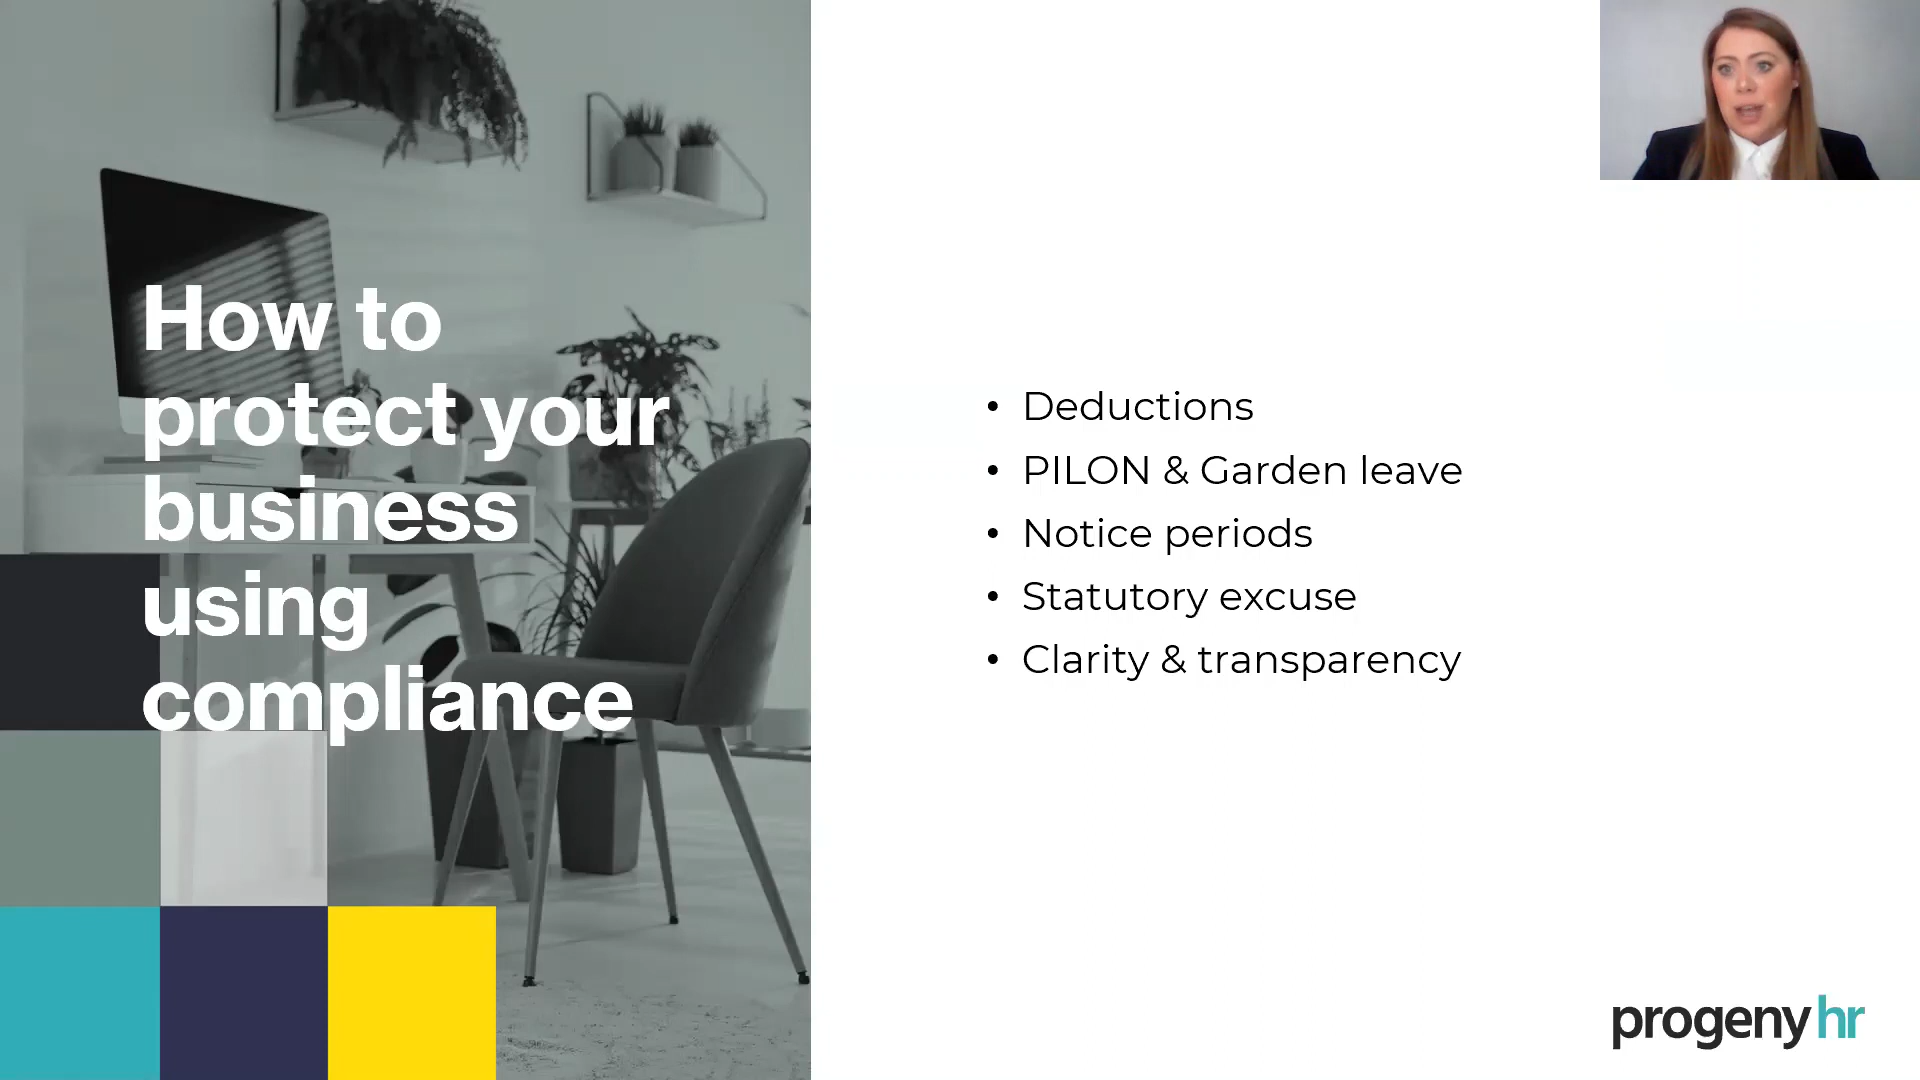 How to
protect your
business
using
compliance
• Deductions
• PILON & Garden leave
• Notice periods
• Statutory excuse
• Clarity & transparency
progeny hr